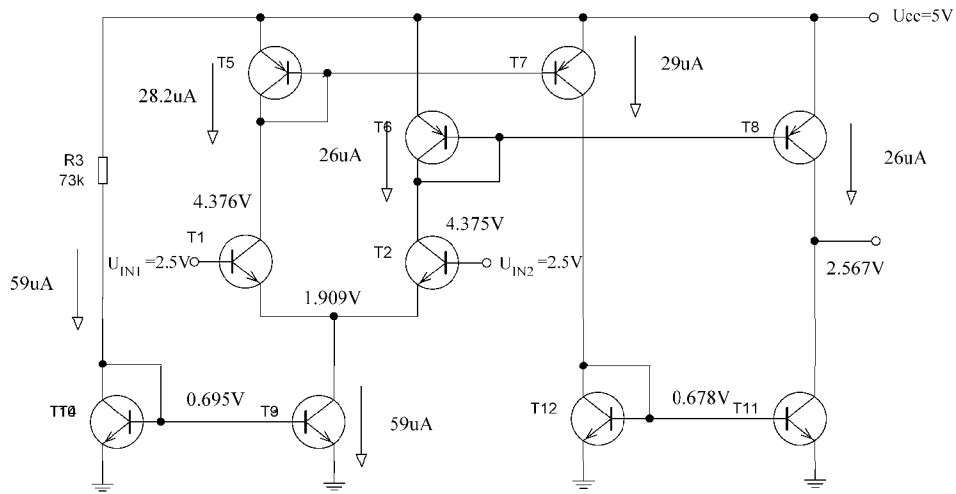 Ucc=5V
T5
T7
29uA
28.2uA
T6
T8
R3
73k
26uA
26uA
4.376V
4.375V
T1
T2
UIN1 =2.5V
UIN2 =2.5V
2.567V
59uA
1.909V
0.695V
T9
59uA
T12
0.678V
T11